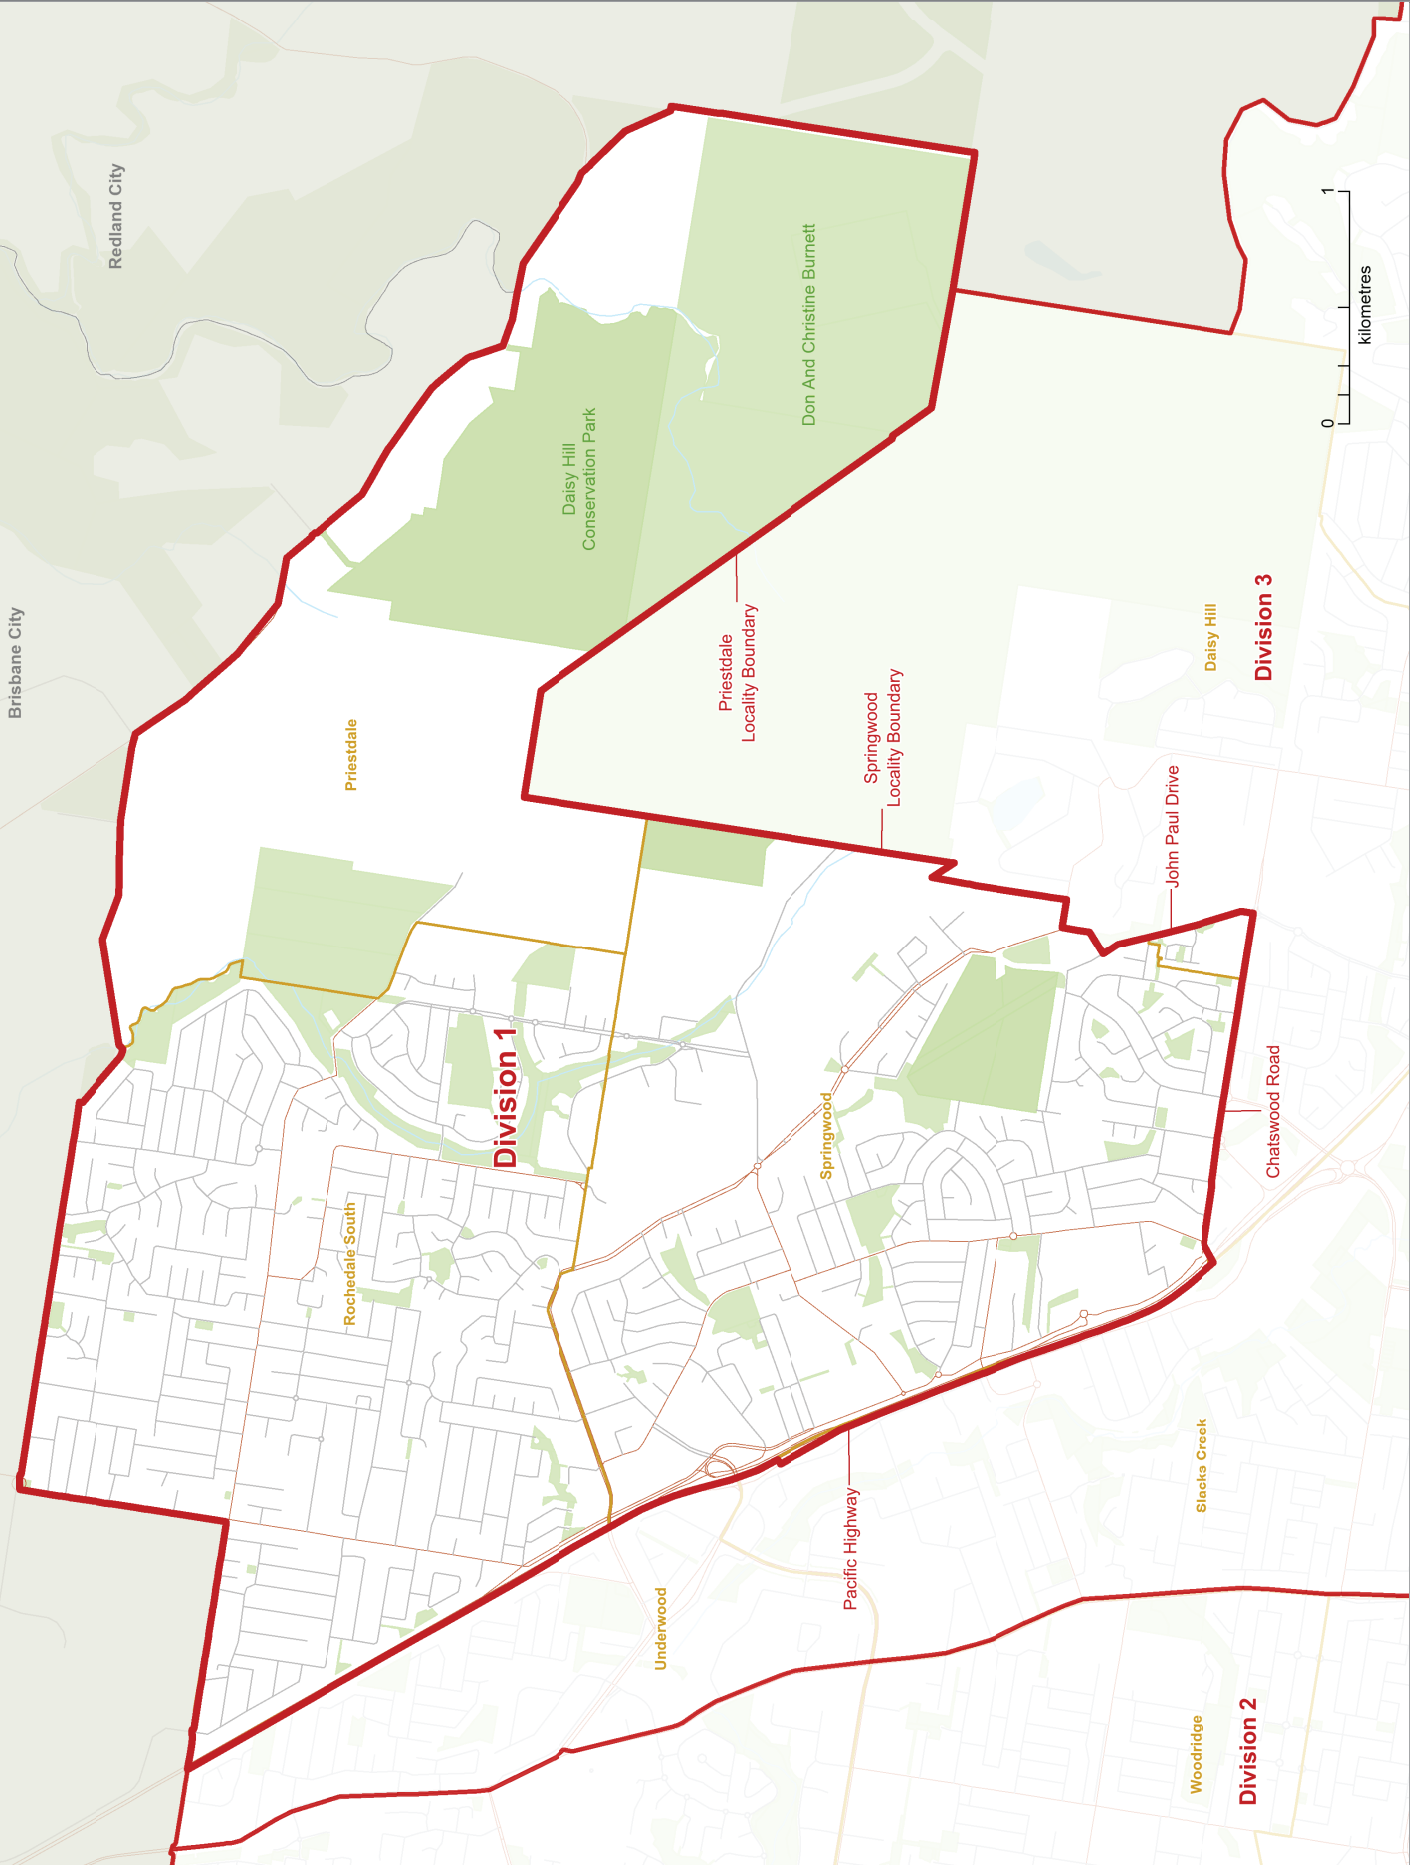 Brisbane City
Redland City
Priestdale
Daisy Hill
Conservation Park
Don And Christine Burnett
Rochedale South
Division 1
Priestdale
Locality Boundary
Springwood
Locality Boundary
Springwood
John Paul Drive
Daisy Hill
Division 3
Chatswood Road
Pacific Highway
Underwood
Slacks Creek
Woodridge
Division 2
0 1
kilometres